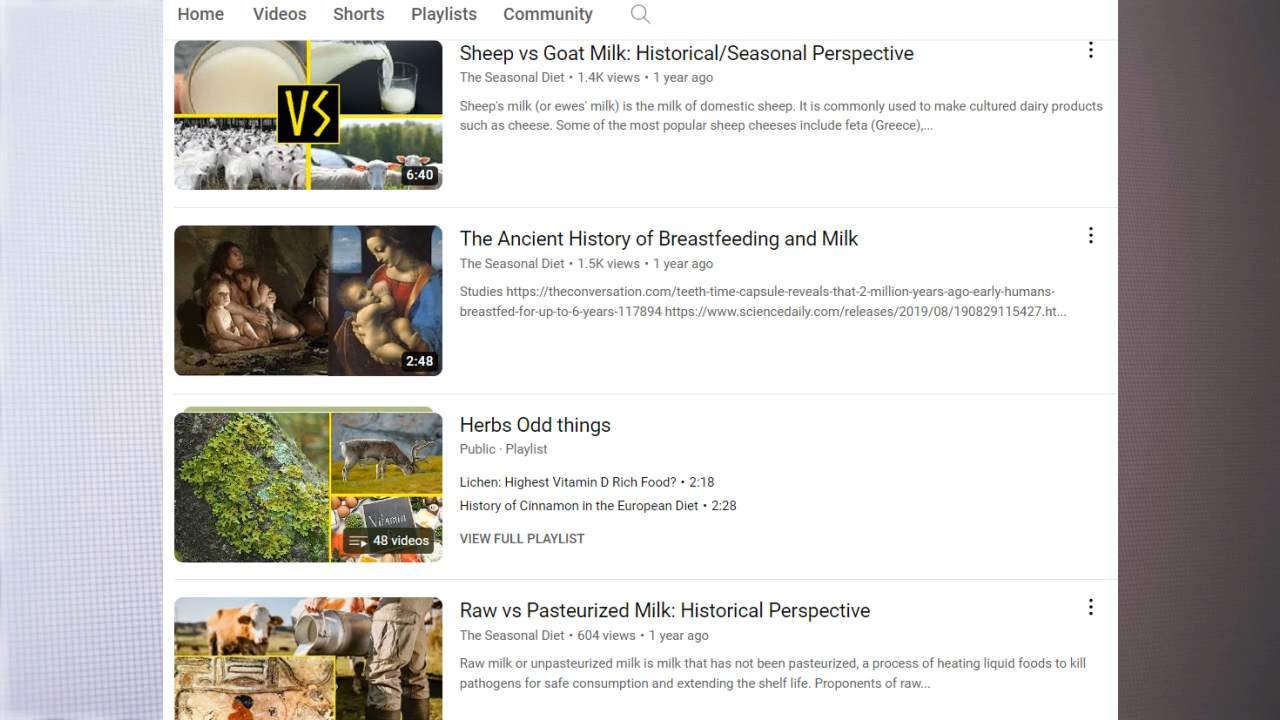 Home Videos Shorts Playlists Community
Sheep vs Goat Milk: Historical/Seasonal Perspective
The Seasonal Diet • 1.4K views • 1 year ago
Sheep's milk (or ewes' milk) is the milk of domestic sheep. It is commonly used to make cultured dairy products
such as cheese. Some of the most popular sheep cheeses include feta (Greece),...
VS
6:40
The Ancient History of Breastfeeding and Milk
The Seasonal Diet • 1.5K views • 1 year ago
Studies https://theconversation.com/teeth-time-capsule-reveals-that-2-million-years-ago-early-humans-
breastfed-for-up-to-6-years-117894 https://www.sciencedaily.com/releases/2019/08/190829115427.ht...
2:48
Herbs Odd things
Public · Playlist
Lichen: Highest Vitamin D Rich Food? • 2:18
History of Cinnamon in the European Diet • 2:28
Vitamin
48 videos
VIEW FULL PLAYLIST
Raw vs Pasteurized Milk: Historical Perspective
The Seasonal Diet • 604 views • 1 year ago
Raw milk or unpasteurized milk is milk that has not been pasteurized, a process of heating liquid foods to kill
pathogens for safe consumption and extending the shelf life. Proponents of raw...